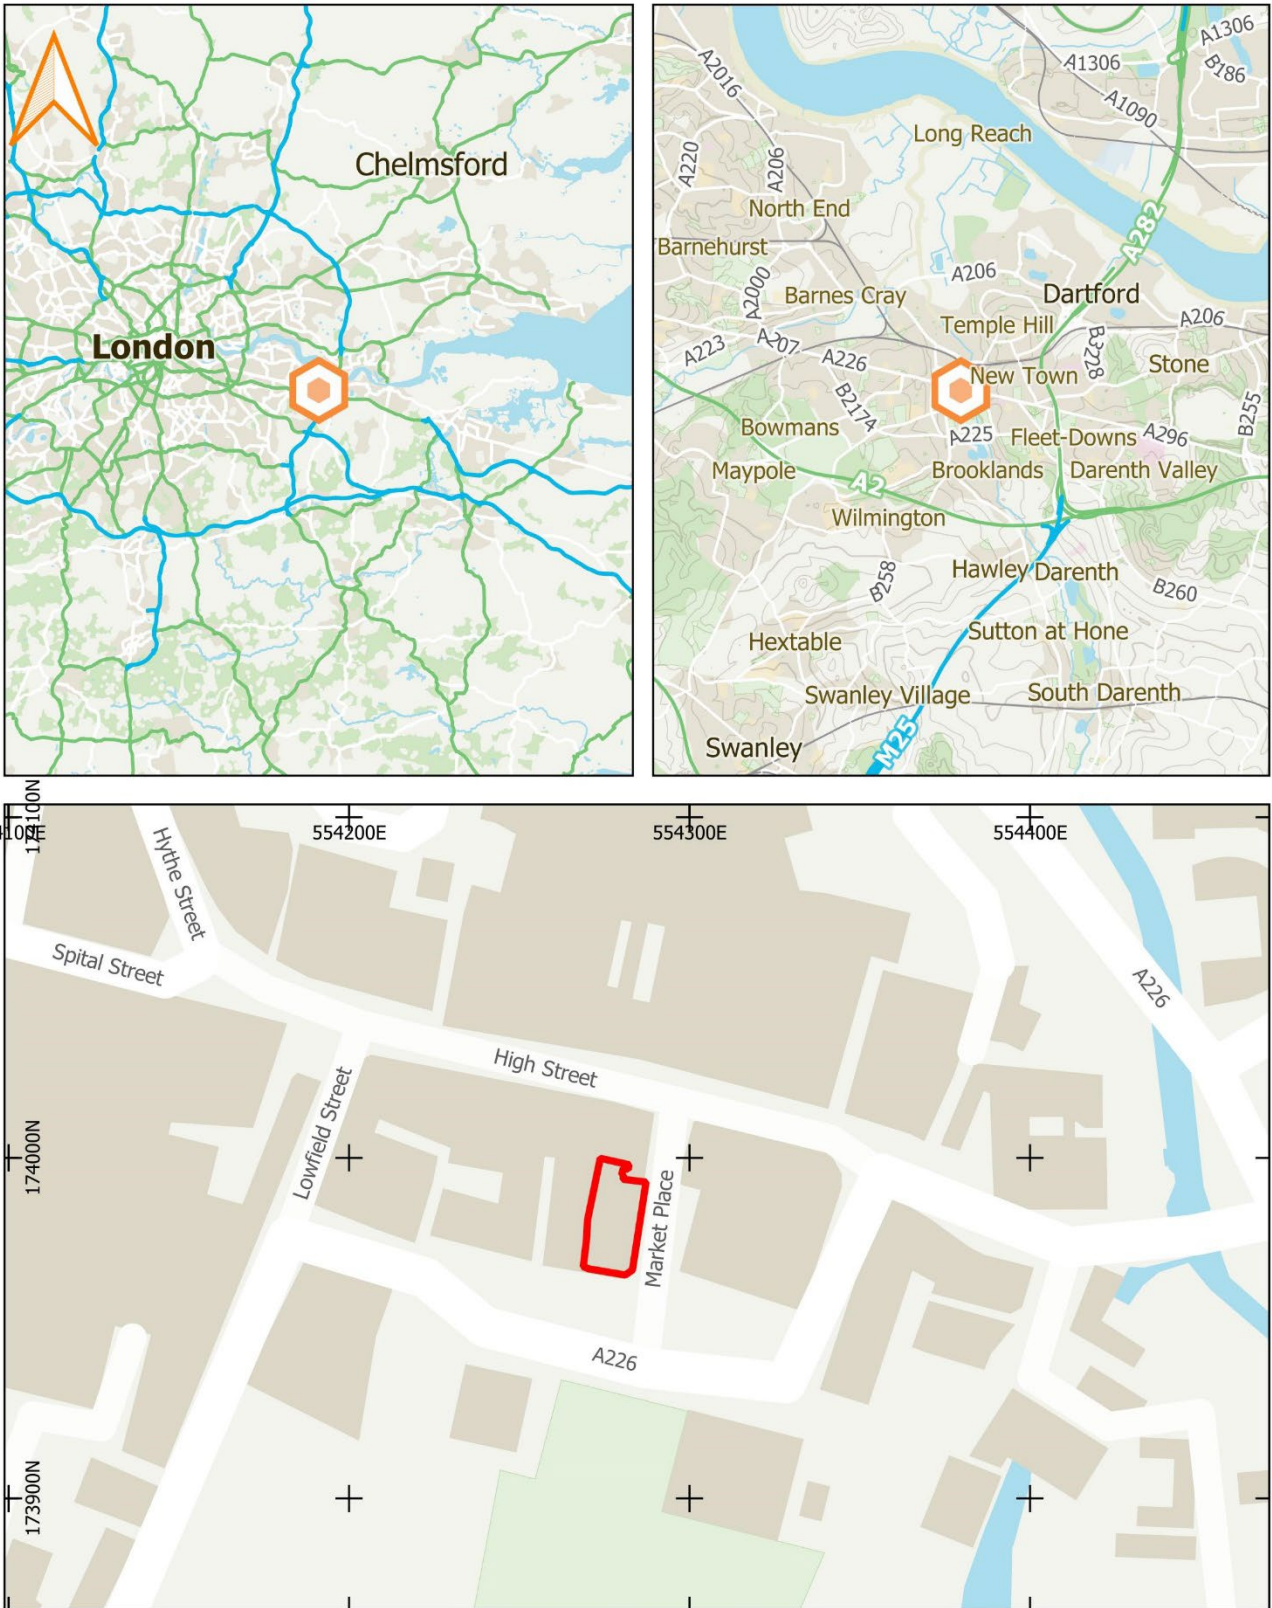 Chelmsford
London
A1306
A1306
B186
A2016
A1090
Long Reach
A220
A206
North End
A282
Barnehurst
A206
A2000
Barnes Cray
Dartford
Temple Hill
A206
A223
A207
A226
B3228
Stone
New Town
B2174
B255
Bowmans
A225
Fleet-Downs
A296
Maypole
A2
Brooklands
Darenth Valley
Wilmington
Hawley
Darenth
B258
B260
Hextable
Sutton at Hone
Swanley Village
South Darenth
Swanley
M25
174100N
554200E
554300E
554400E
Hythe Street
Spital Street
A226
High Street
Lowfield Street
174000N
Market Place
A226
173900N